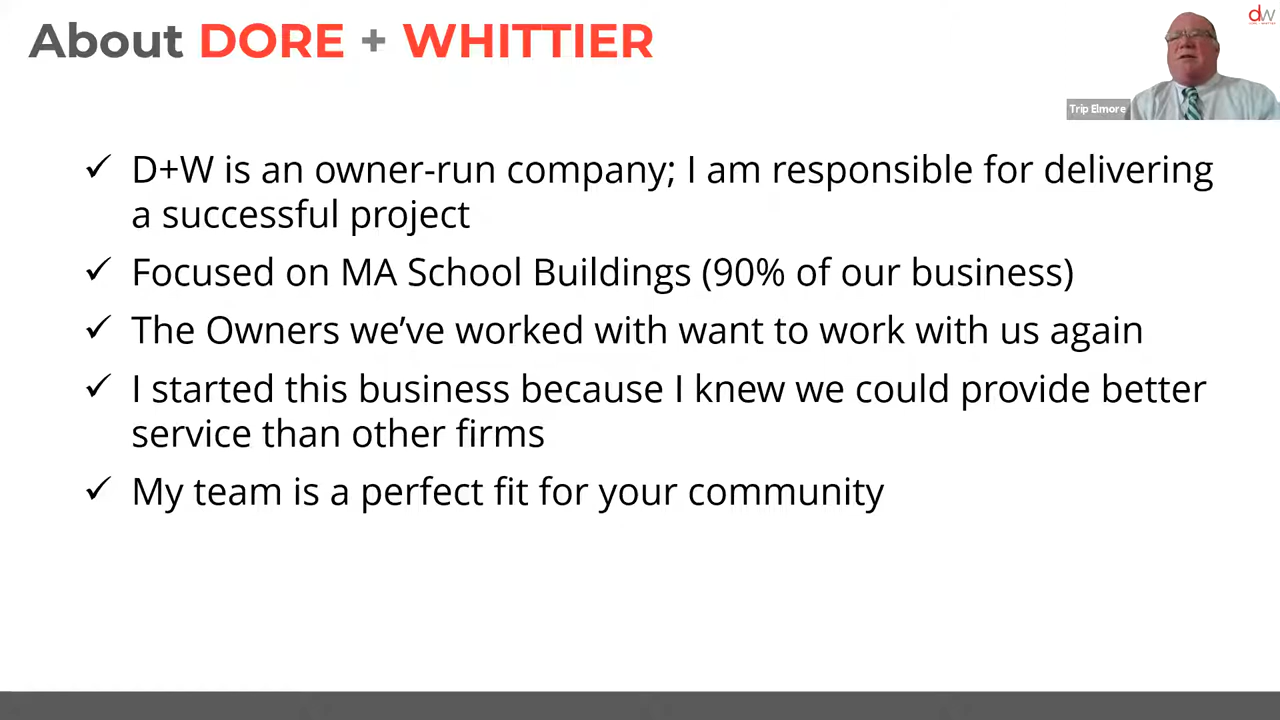 About DORE + WHITTIER
dw
Trip Elmore
✓ D+W is an owner-run company; I am responsible for delivering
a successful project
✓ Focused on MA School Buildings (90% of our business)
✓ The Owners we’ve worked with want to work with us again
✓ I started this business because I knew we could provide better
service than other firms
✓ My team is a perfect fit for your community